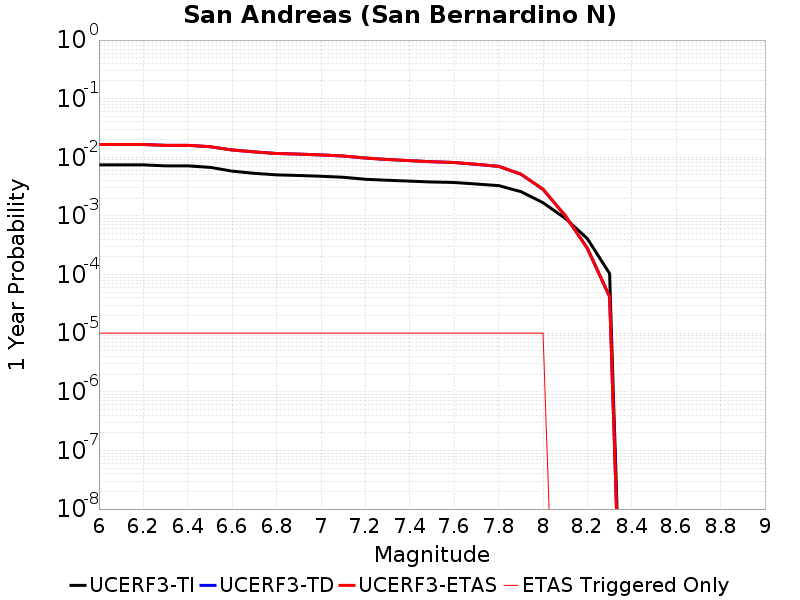 San Andreas (San Bernardino N)
10^0
10^-1
10^-2
10^-3
10^-4
10^-5
10^-6
10^-7
10^-8
1 Year Probability
6 6.2 6.4 6.6 6.8 7 7.2 7.4 7.6 7.8 8 8.2 8.4 8.6 8.8 9
Magnitude
UCERF3-TI UCERF3-TD UCERF3-ETAS ETAS Triggered Only